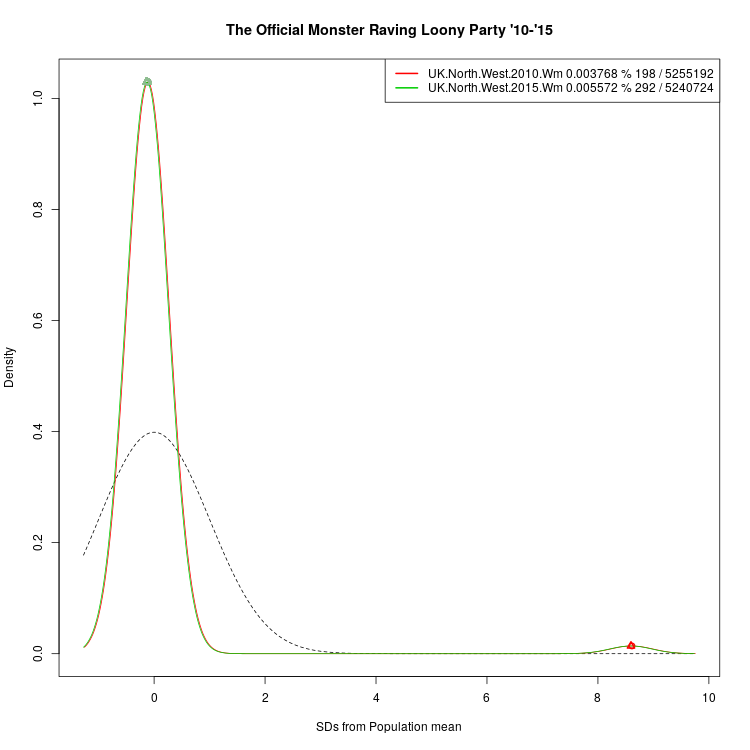 The Official Monster Raving Loony Party '10-'15
UK.North.West.2010.Wm 0.003768 % 198 / 5255192
UK.North.West.2015.Wm 0.005572 % 292 / 5240724
1.0
0.8
0.6
0.4
0.2
0.0
Density
0 2 4 6 8 10
SDs from Population mean